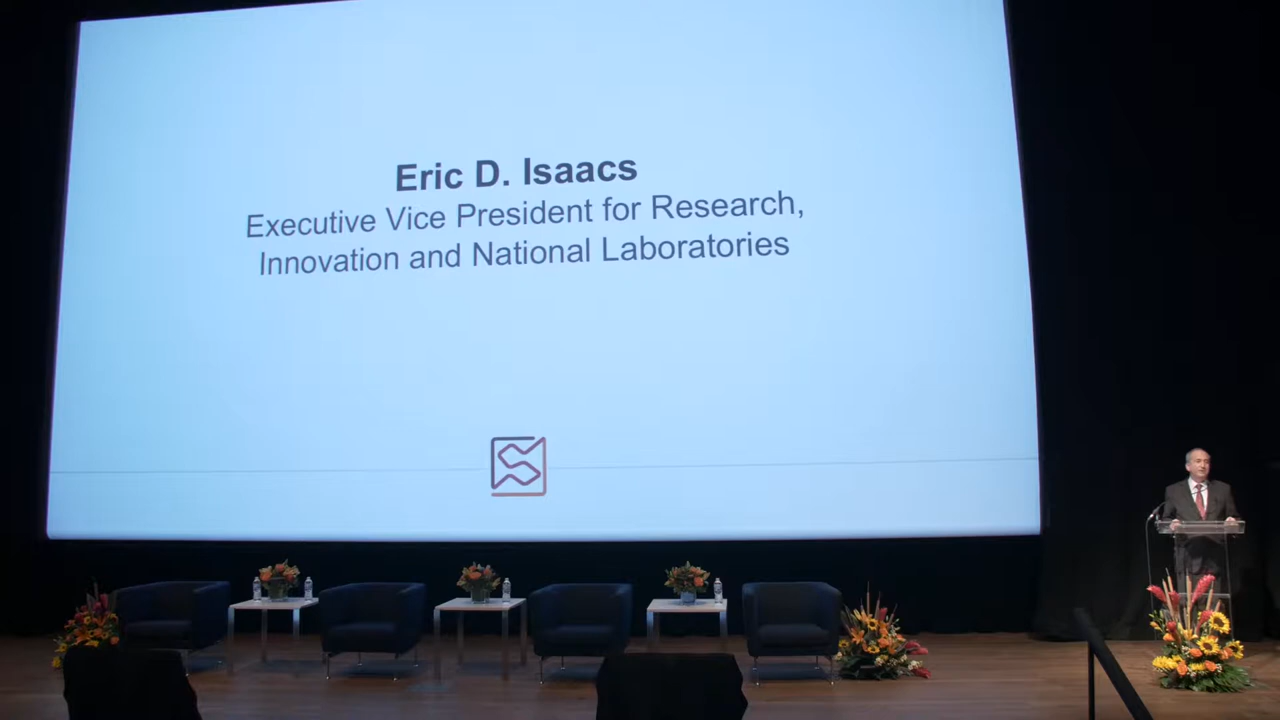 Eric D. Isaacs
Executive Vice President for Research,
Innovation and National Laboratories